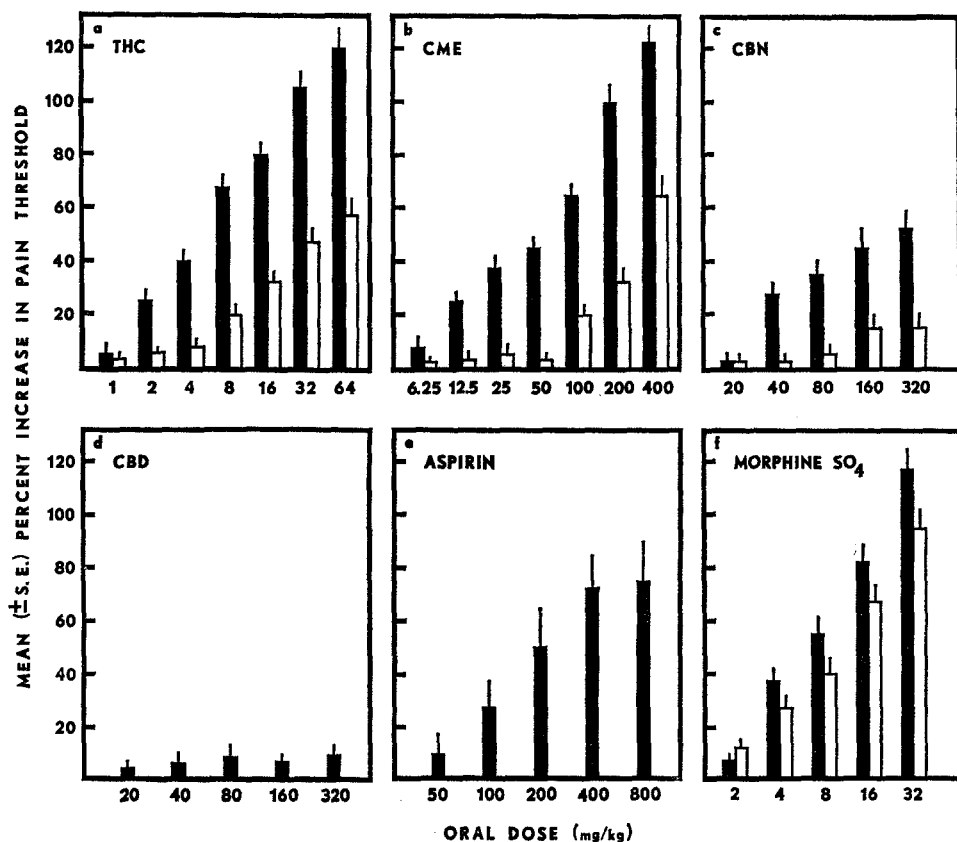 MEAN (± S.E.) PERCENT INCREASE IN PAIN THRESHOLD
a THC
120
100
80
60
40
20
1 2 4 8 16 32 64
b CME
6.25 12.5 25 50 100 200 400
c CBN
20 40 80 160 320
d CBD
120
100
80
60
40
20
20 40 80 160 320
e ASPIRIN
50 100 200 400 800
f MORPHINE SO4
2 4 8 16 32
ORAL DOSE (mg/kg)